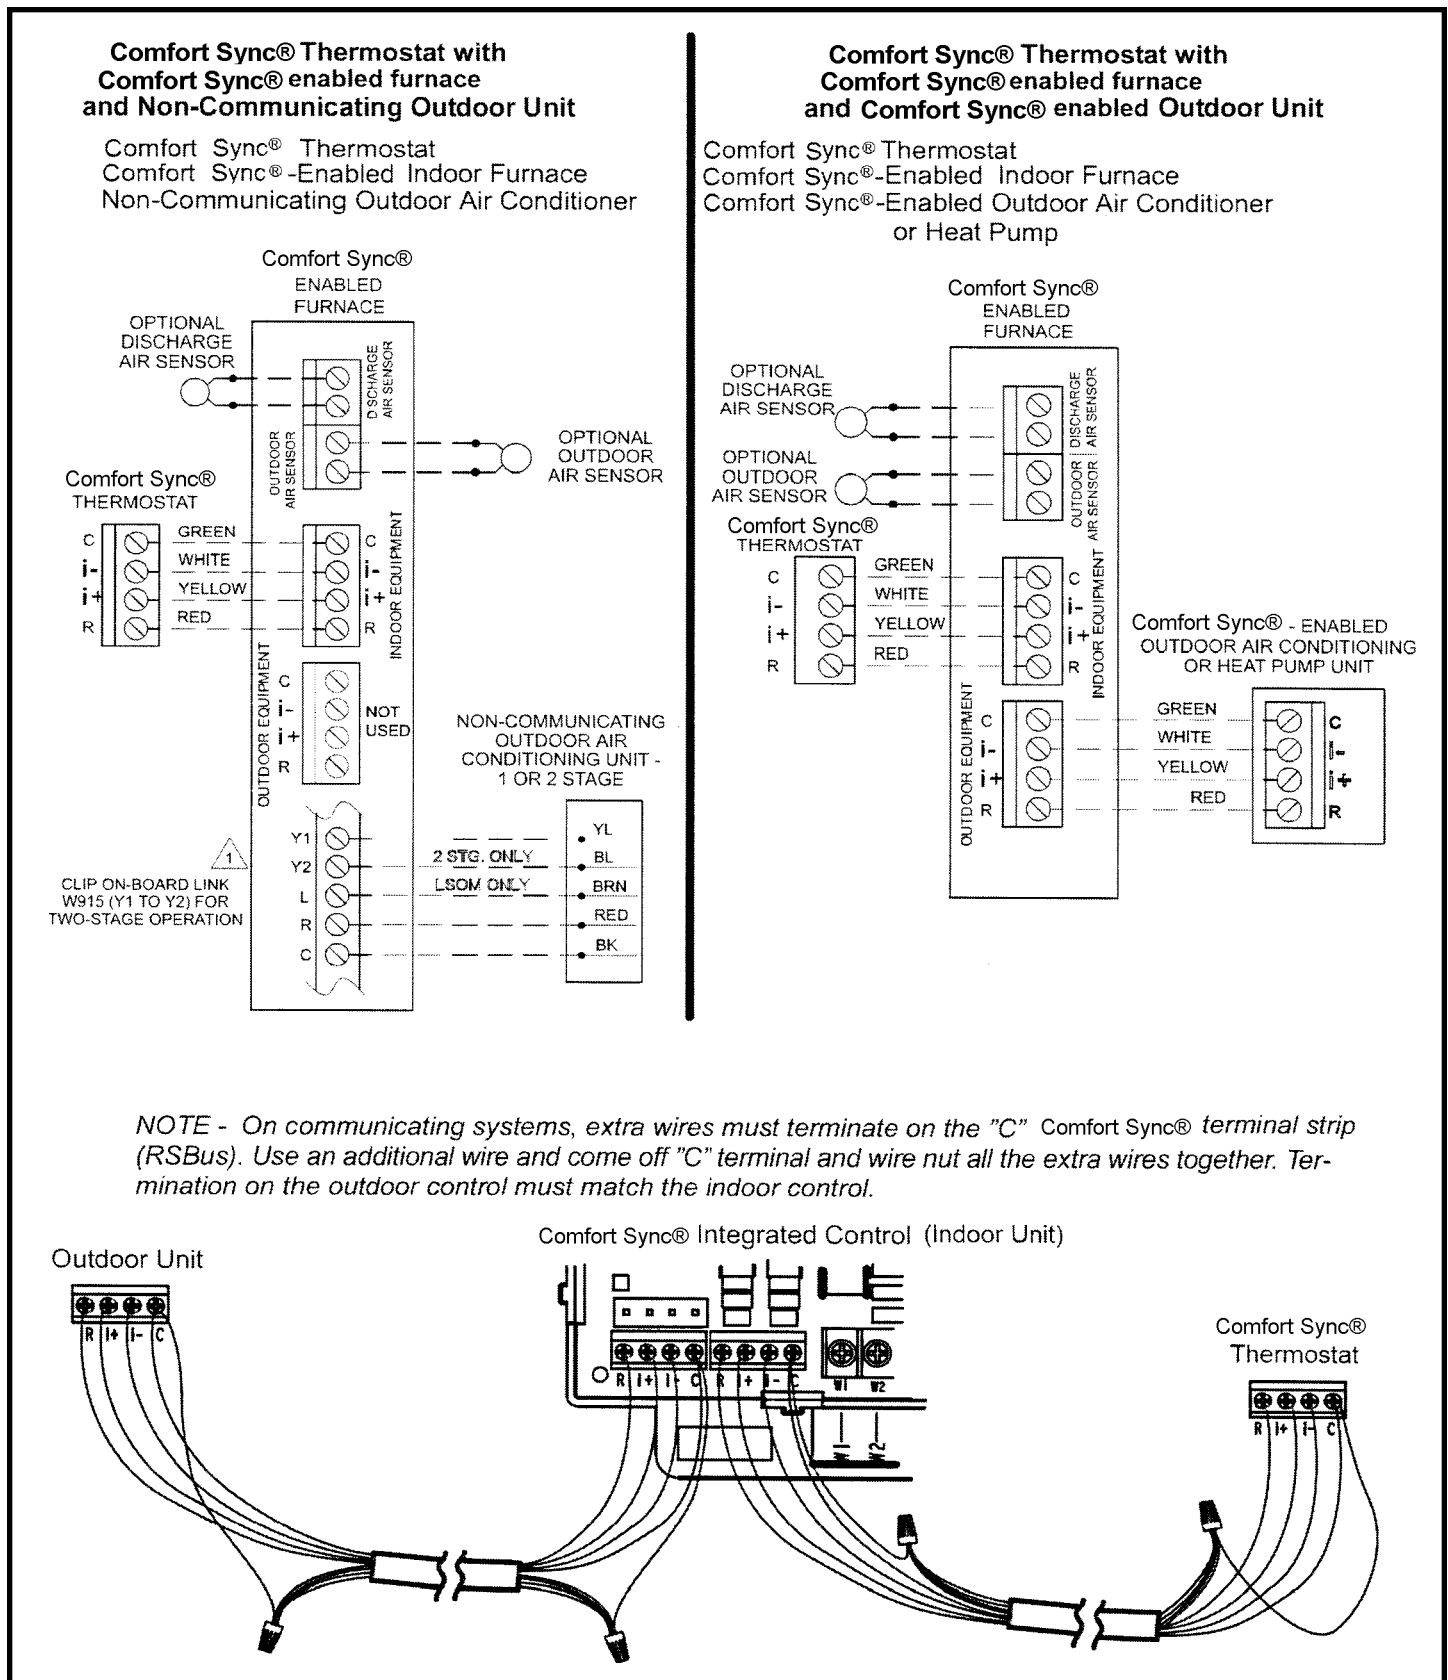 Comfort Sync® Thermostat with
Comfort Sync® enabled furnace
and Non-Communicating Outdoor Unit
Comfort Sync® Thermostat
Comfort Sync®-Enabled Indoor Furnace
Non-Communicating Outdoor Air Conditioner
Comfort Sync®
ENABLED
FURNACE
OPTIONAL
DISCHARGE
AIR SENSOR
DISCHARGE
AIR SENSOR
OUTDOOR
AIR SENSOR
OPTIONAL
OUTDOOR
AIR SENSOR
Comfort Sync®
THERMOSTAT
C GREEN C
i- WHITE i-
i+ YELLOW i+
R RED R
INDOOR EQUIPMENT
OUTDOOR EQUIPMENT
C
i-
i+
R
NOT
USED
NON-COMMUNICATING
OUTDOOR AIR
CONDITIONING UNIT -
1 OR 2 STAGE
Y1 YL
Y2 2 STG. ONLY BL
L LSOM ONLY BRN
R RED
C BK
1
CLIP ON-BOARD LINK
W915 (Y1 TO Y2) FOR
TWO-STAGE OPERATION
Comfort Sync® Thermostat with
Comfort Sync® enabled furnace
and Comfort Sync® enabled Outdoor Unit
Comfort Sync® Thermostat
Comfort Sync®-Enabled Indoor Furnace
Comfort Sync®-Enabled Outdoor Air Conditioner
or Heat Pump
Comfort Sync®
ENABLED
FURNACE
OPTIONAL
DISCHARGE
AIR SENSOR
DISCHARGE
AIR SENSOR
OPTIONAL
OUTDOOR
AIR SENSOR
OUTDOOR
AIR SENSOR
Comfort Sync®
THERMOSTAT
C GREEN C
i- WHITE i-
i+ YELLOW i+
R RED R
INDOOR EQUIPMENT
Comfort Sync® - ENABLED
OUTDOOR AIR CONDITIONING
OR HEAT PUMP UNIT
OUTDOOR EQUIPMENT
C GREEN C
i- WHITE i-
i+ YELLOW i+
R RED R
NOTE - On communicating systems, extra wires must terminate on the "C" Comfort Sync® terminal strip
(RSBus). Use an additional wire and come off "C" terminal and wire nut all the extra wires together. Ter-
mination on the outdoor control must match the indoor control.
Comfort Sync® Integrated Control (Indoor Unit)
Outdoor Unit
R i+ i- C
R i+ i- C R i+ i- C W1 W2
W1 W2
Comfort Sync®
Thermostat
R i+ i- C